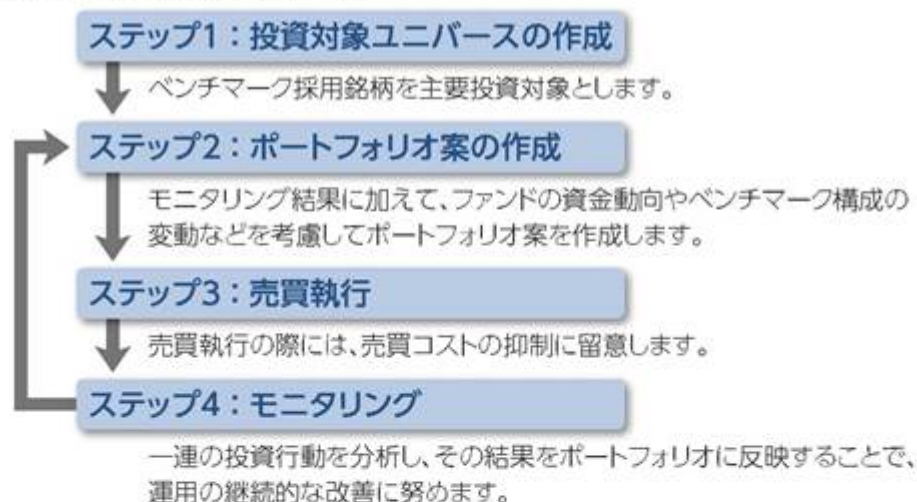 ステップ1：投資対象ユニバースの作成
ベンチマーク採用銘柄を主要投資対象とします。
ステップ2：ポートフォリオ案の作成
モニタリング結果に加えて、ファンドの資金動向やベンチマーク構成の
変動などを考慮してポートフォリオ案を作成します。
ステップ3：売買執行
売買執行の際には、売買コストの抑制に留意します。
ステップ4：モニタリング
一連の投資行動を分析し、その結果をポートフォリオに反映することで、
運用の継続的な改善に努めます。